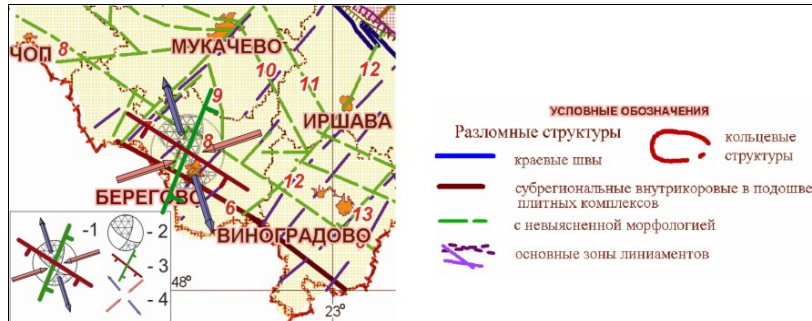 МУКАЧЕВО
ЧОП
8
10
11
12
9
ИРШАВА
7
8
БЕРЕГОВО
12
6
13
ВИНОГРАДОВО
6
-1
-2
-3
-4
48°
23°
УСЛОВНЫЕ ОБОЗНАЧЕНИЯ
Разломные структуры
краевые швы
кольцевые
структуры
субрегиональные внутрикоровые в подошве
плитных комплексов
с невыясненной морфологией
основные зоны линиаментов